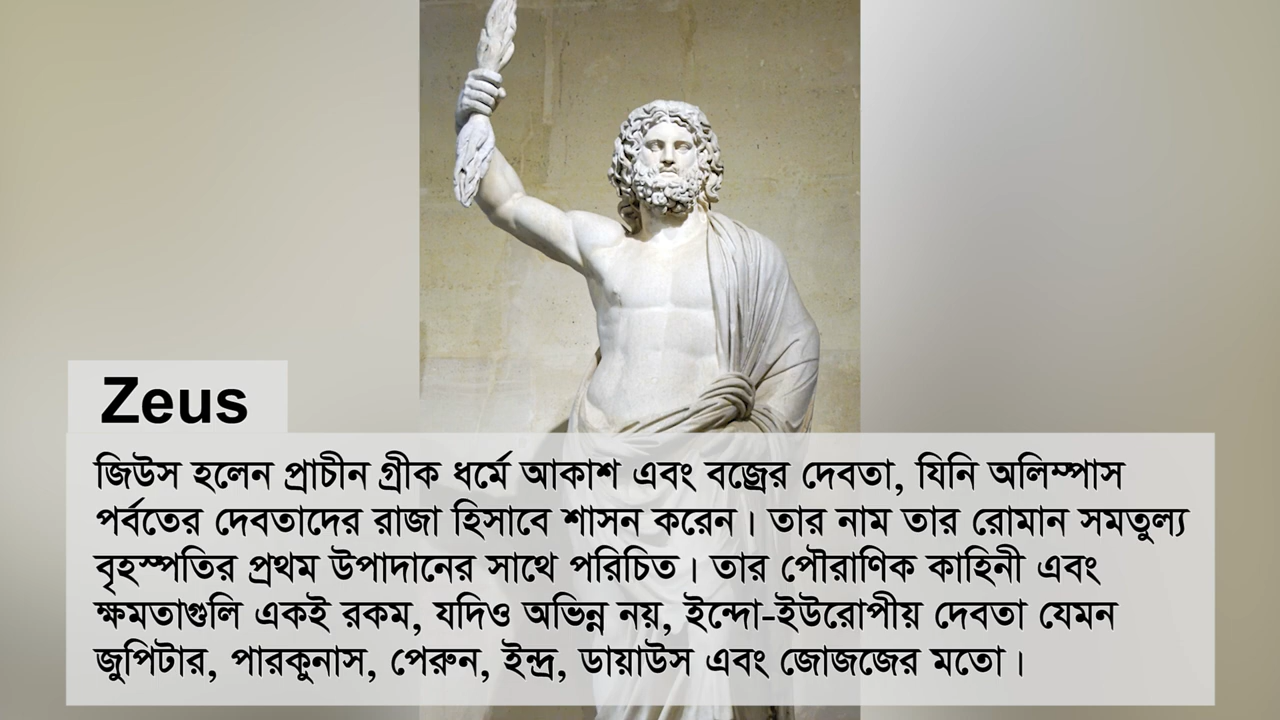 Zeus
জিউস হলেন প্রাচীন গ্রীক ধর্মে আকাশ এবং বজ্রের দেবতা, যিনি অলিম্পাস
পর্বতের দেবতাদের রাজা হিসাবে শাসন করেন। তার নাম তার রোমান সমতুল্য
বৃহস্পতির প্রথম উপাদানের সাথে পরিচিত। তার পৌরাণিক কাহিনী এবং
ক্ষমতাগুলি একই রকম, যদিও অভিন্ন নয়, ইন্দো-ইউরোপীয় দেবতা যেমন
জুপিটার, পারকুনাস, পেরুন, ইন্দ্র, ডায়াউস এবং জোজজের মতো।